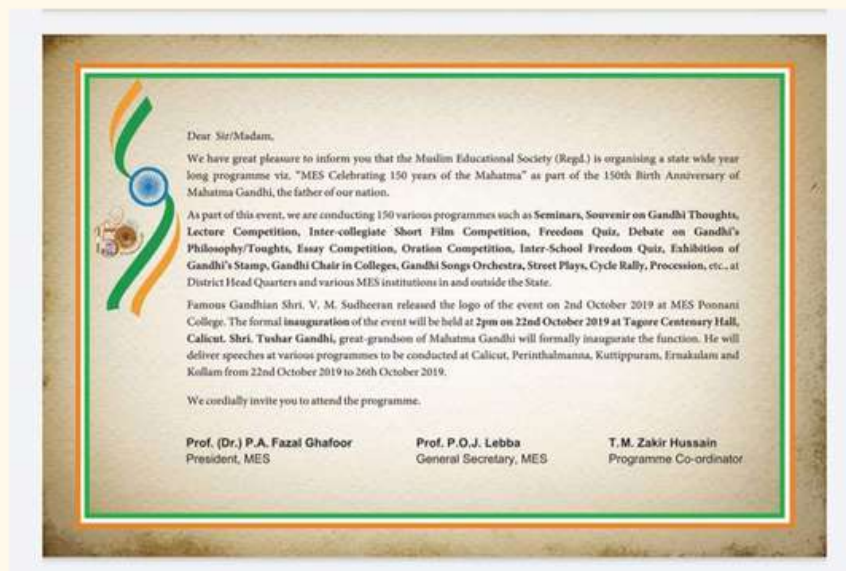 Dear Sir/Madam,
We have great pleasure to inform you that the Muslim Educational Society (Regd.) is organising a state wide year
long programme viz. "MES Celebrating 150 years of the Mahatma" as part of the 150th Birth Anniversary of
Mahatma Gandhi, the father of our nation.
As part of this event, we are conducting 150 various programmes such as Seminars, Souvenir on Gandhi Thoughts,
Lecture Competition, Inter-collegiate Short Film Competition, Freedom Quiz, Debate on Gandhi's
Philosophy/Toughts, Essay Competition, Oration Competition, Inter-School Freedom Quiz, Exhibition of
Gandhi's Stamp, Gandhi Chair in Colleges, Gandhi Songs Orchestra, Street Plays, Cycle Rally, Procession, etc., at
District Head Quarters and various MES institutions in and outside the State.
Famous Gandhian Shri. V. M. Sudheeran released the logo of the event on 2nd October 2019 at MES Ponnani
College. The formal inauguration of the event will be held at 2pm on 22nd October 2019 at Tagore Centenary Hall,
Calicut. Shri. Tushar Gandhi, great-grandson of Mahatma Gandhi will formally inaugurate the function. He will
deliver speeches at various programmes to be conducted at Calicut, Perinthalmanna, Kuttippuram, Ernakulam and
Kollam from 22nd October 2019 to 26th October 2019.
We cordially invite you to attend the programme.
Prof. (Dr.) P.A. Fazal Ghafoor
President, MES
Prof. P.O.J. Lebba
General Secretary, MES
T.M. Zakir Hussain
Programme Co-ordinator